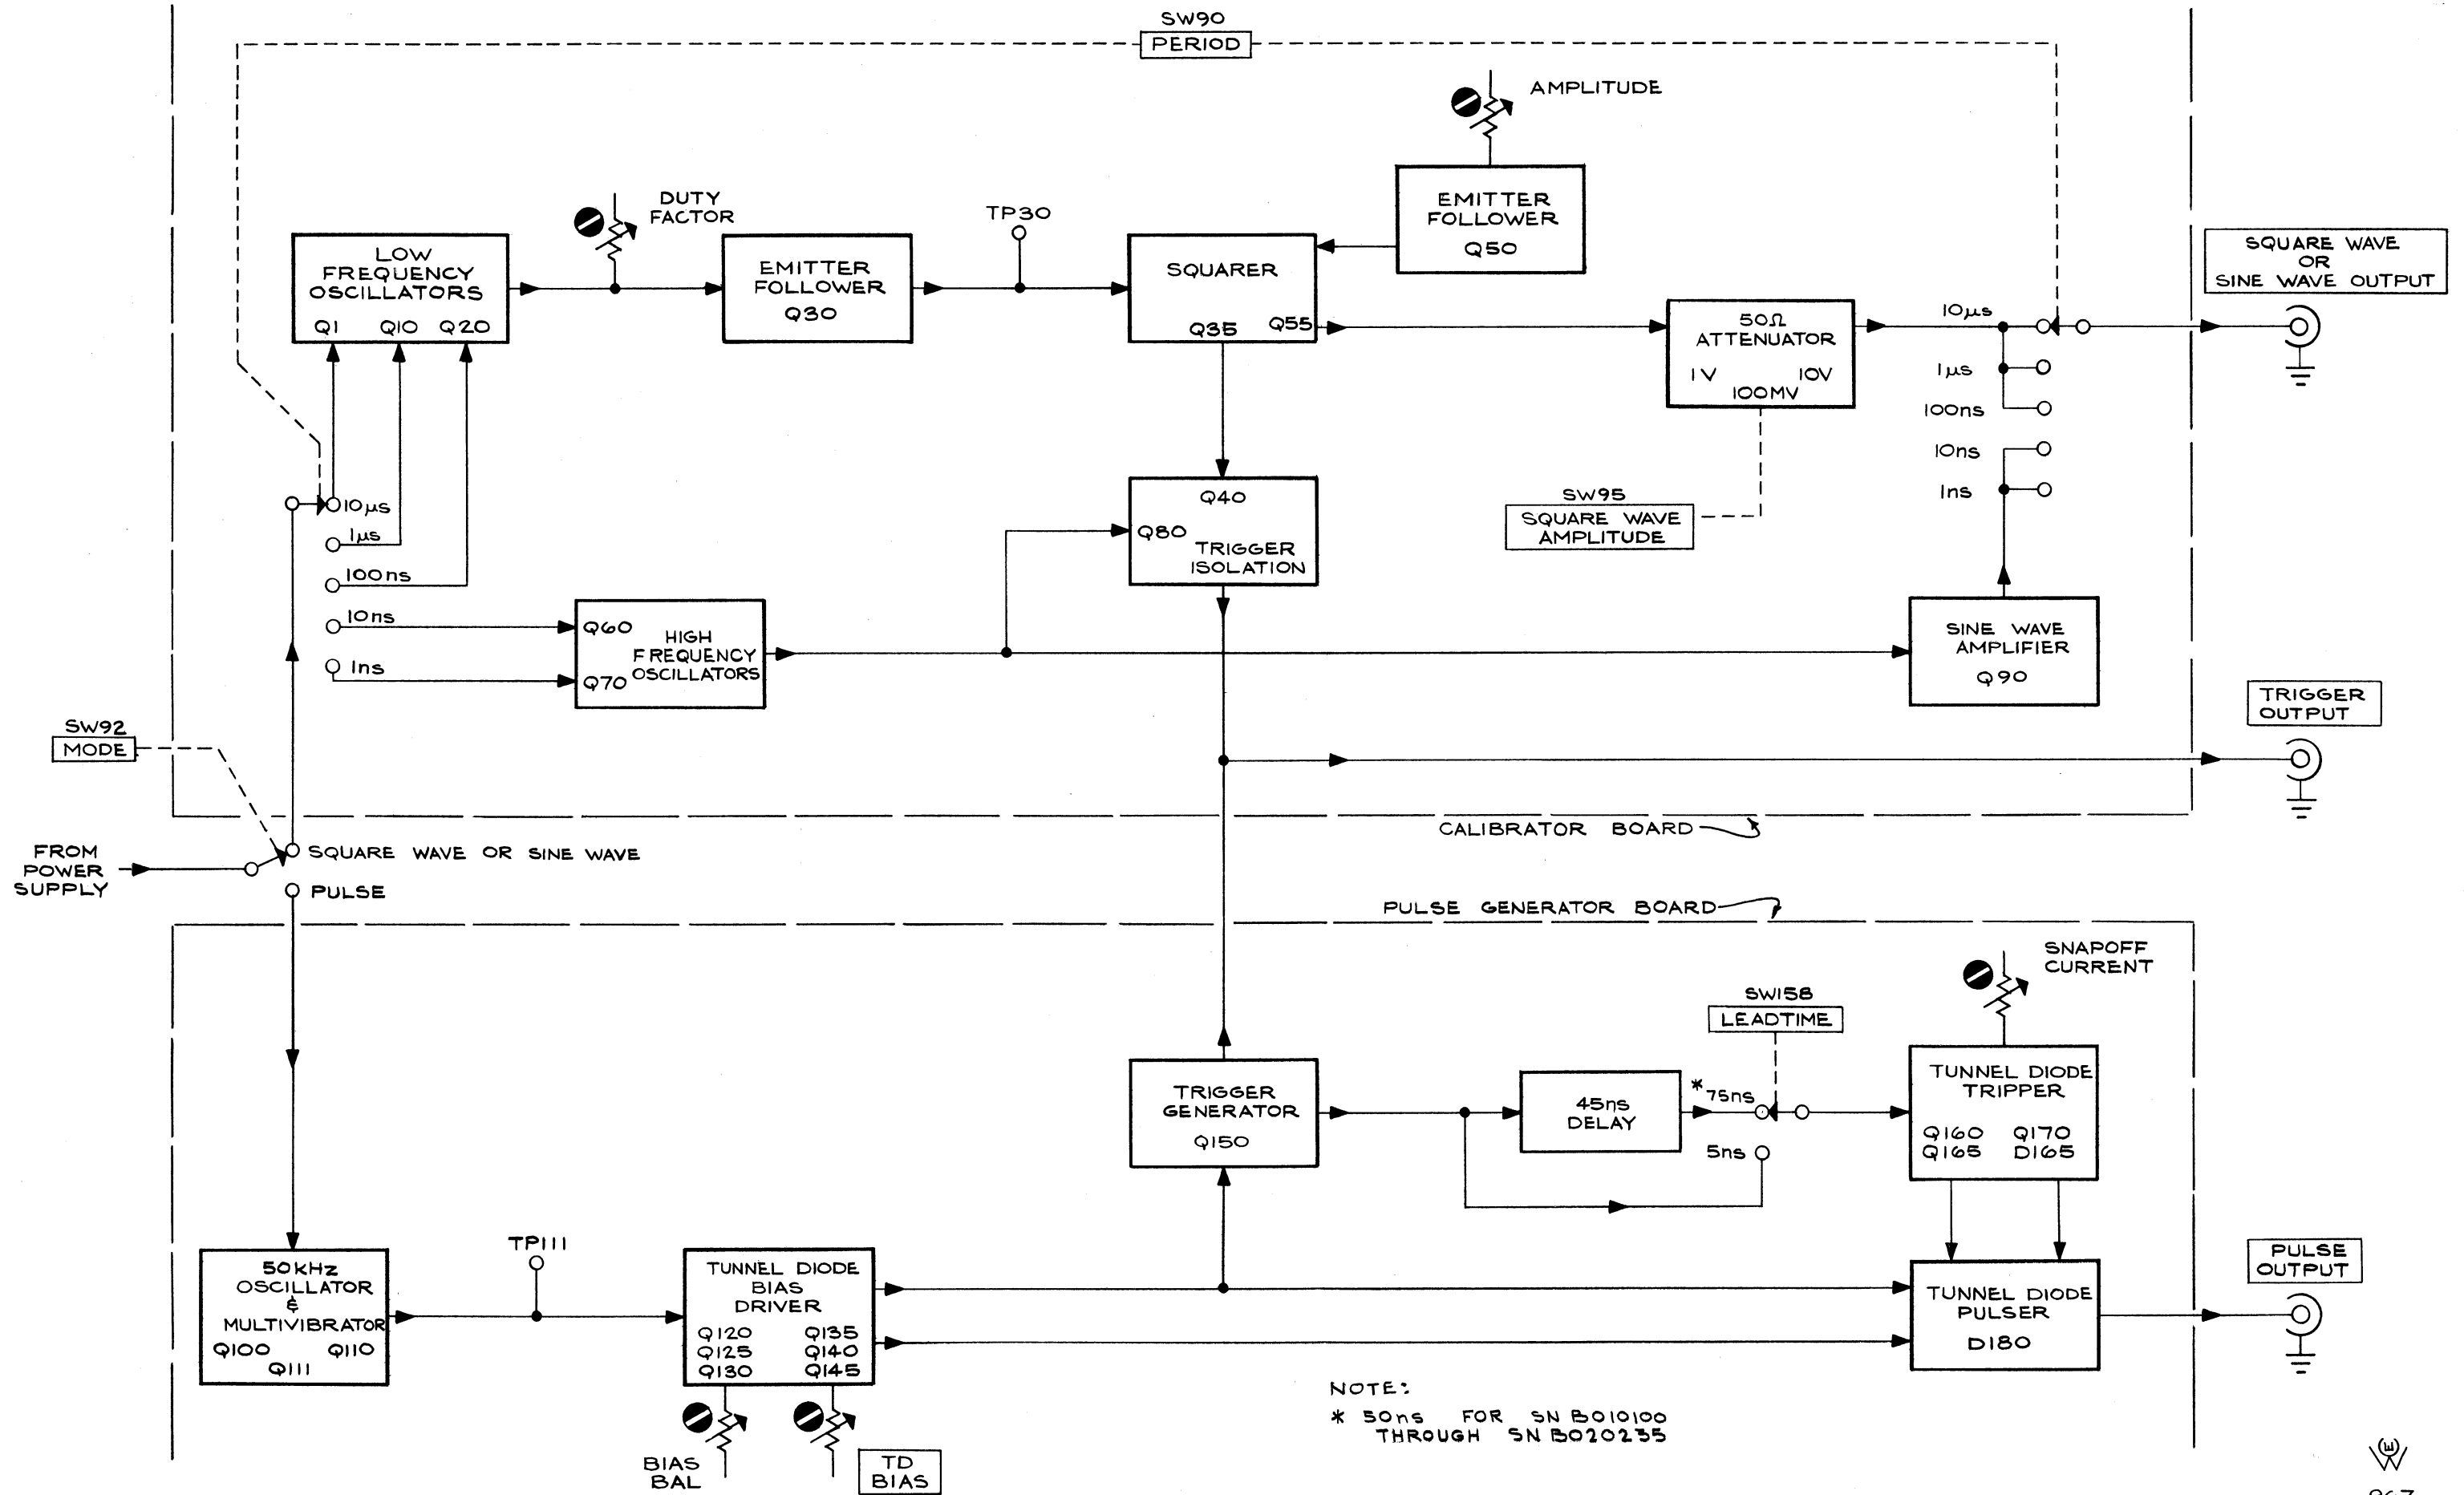 SW90
PERIOD
AMPLITUDE
DUTY
FACTOR
TP30
EMITTER
FOLLOWER
Q50
LOW
FREQUENCY
OSCILLATORS
Q1 Q10 Q20
EMITTER
FOLLOWER
Q30
SQUARER
Q35 Q55
50Ω
ATTENUATOR
1V 10V
100MV
10µs
1µs
100ns
10ns
1ns
SQUARE WAVE
OR
SINE WAVE OUTPUT
SW95
SQUARE WAVE
AMPLITUDE
10µs
1µs
100ns
10ns
1ns
Q40
Q80
TRIGGER
ISOLATION
Q60
HIGH
FREQUENCY
OSCILLATORS
Q70
SINE WAVE
AMPLIFIER
Q90
TRIGGER
OUTPUT
SW92
MODE
CALIBRATOR BOARD
FROM
POWER
SUPPLY
SQUARE WAVE OR SINE WAVE
PULSE
PULSE GENERATOR BOARD
SNAPOFF
CURRENT
SW158
LEADTIME
TRIGGER
GENERATOR
Q150
45ns
DELAY
* 75ns
5ns
TUNNEL DIODE
TRIPPER
Q160 Q170
Q165 D165
TP111
50KHz
OSCILLATOR
&
MULTIVIBRATOR
Q100 Q110
Q111
TUNNEL DIODE
BIAS
DRIVER
Q120 Q135
Q125 Q140
Q130 Q145
TUNNEL DIODE
PULSER
D180
PULSE
OUTPUT
BIAS
BAL
TD
BIAS
NOTE:
* 50ns FOR SN B010100
THROUGH SN B020235